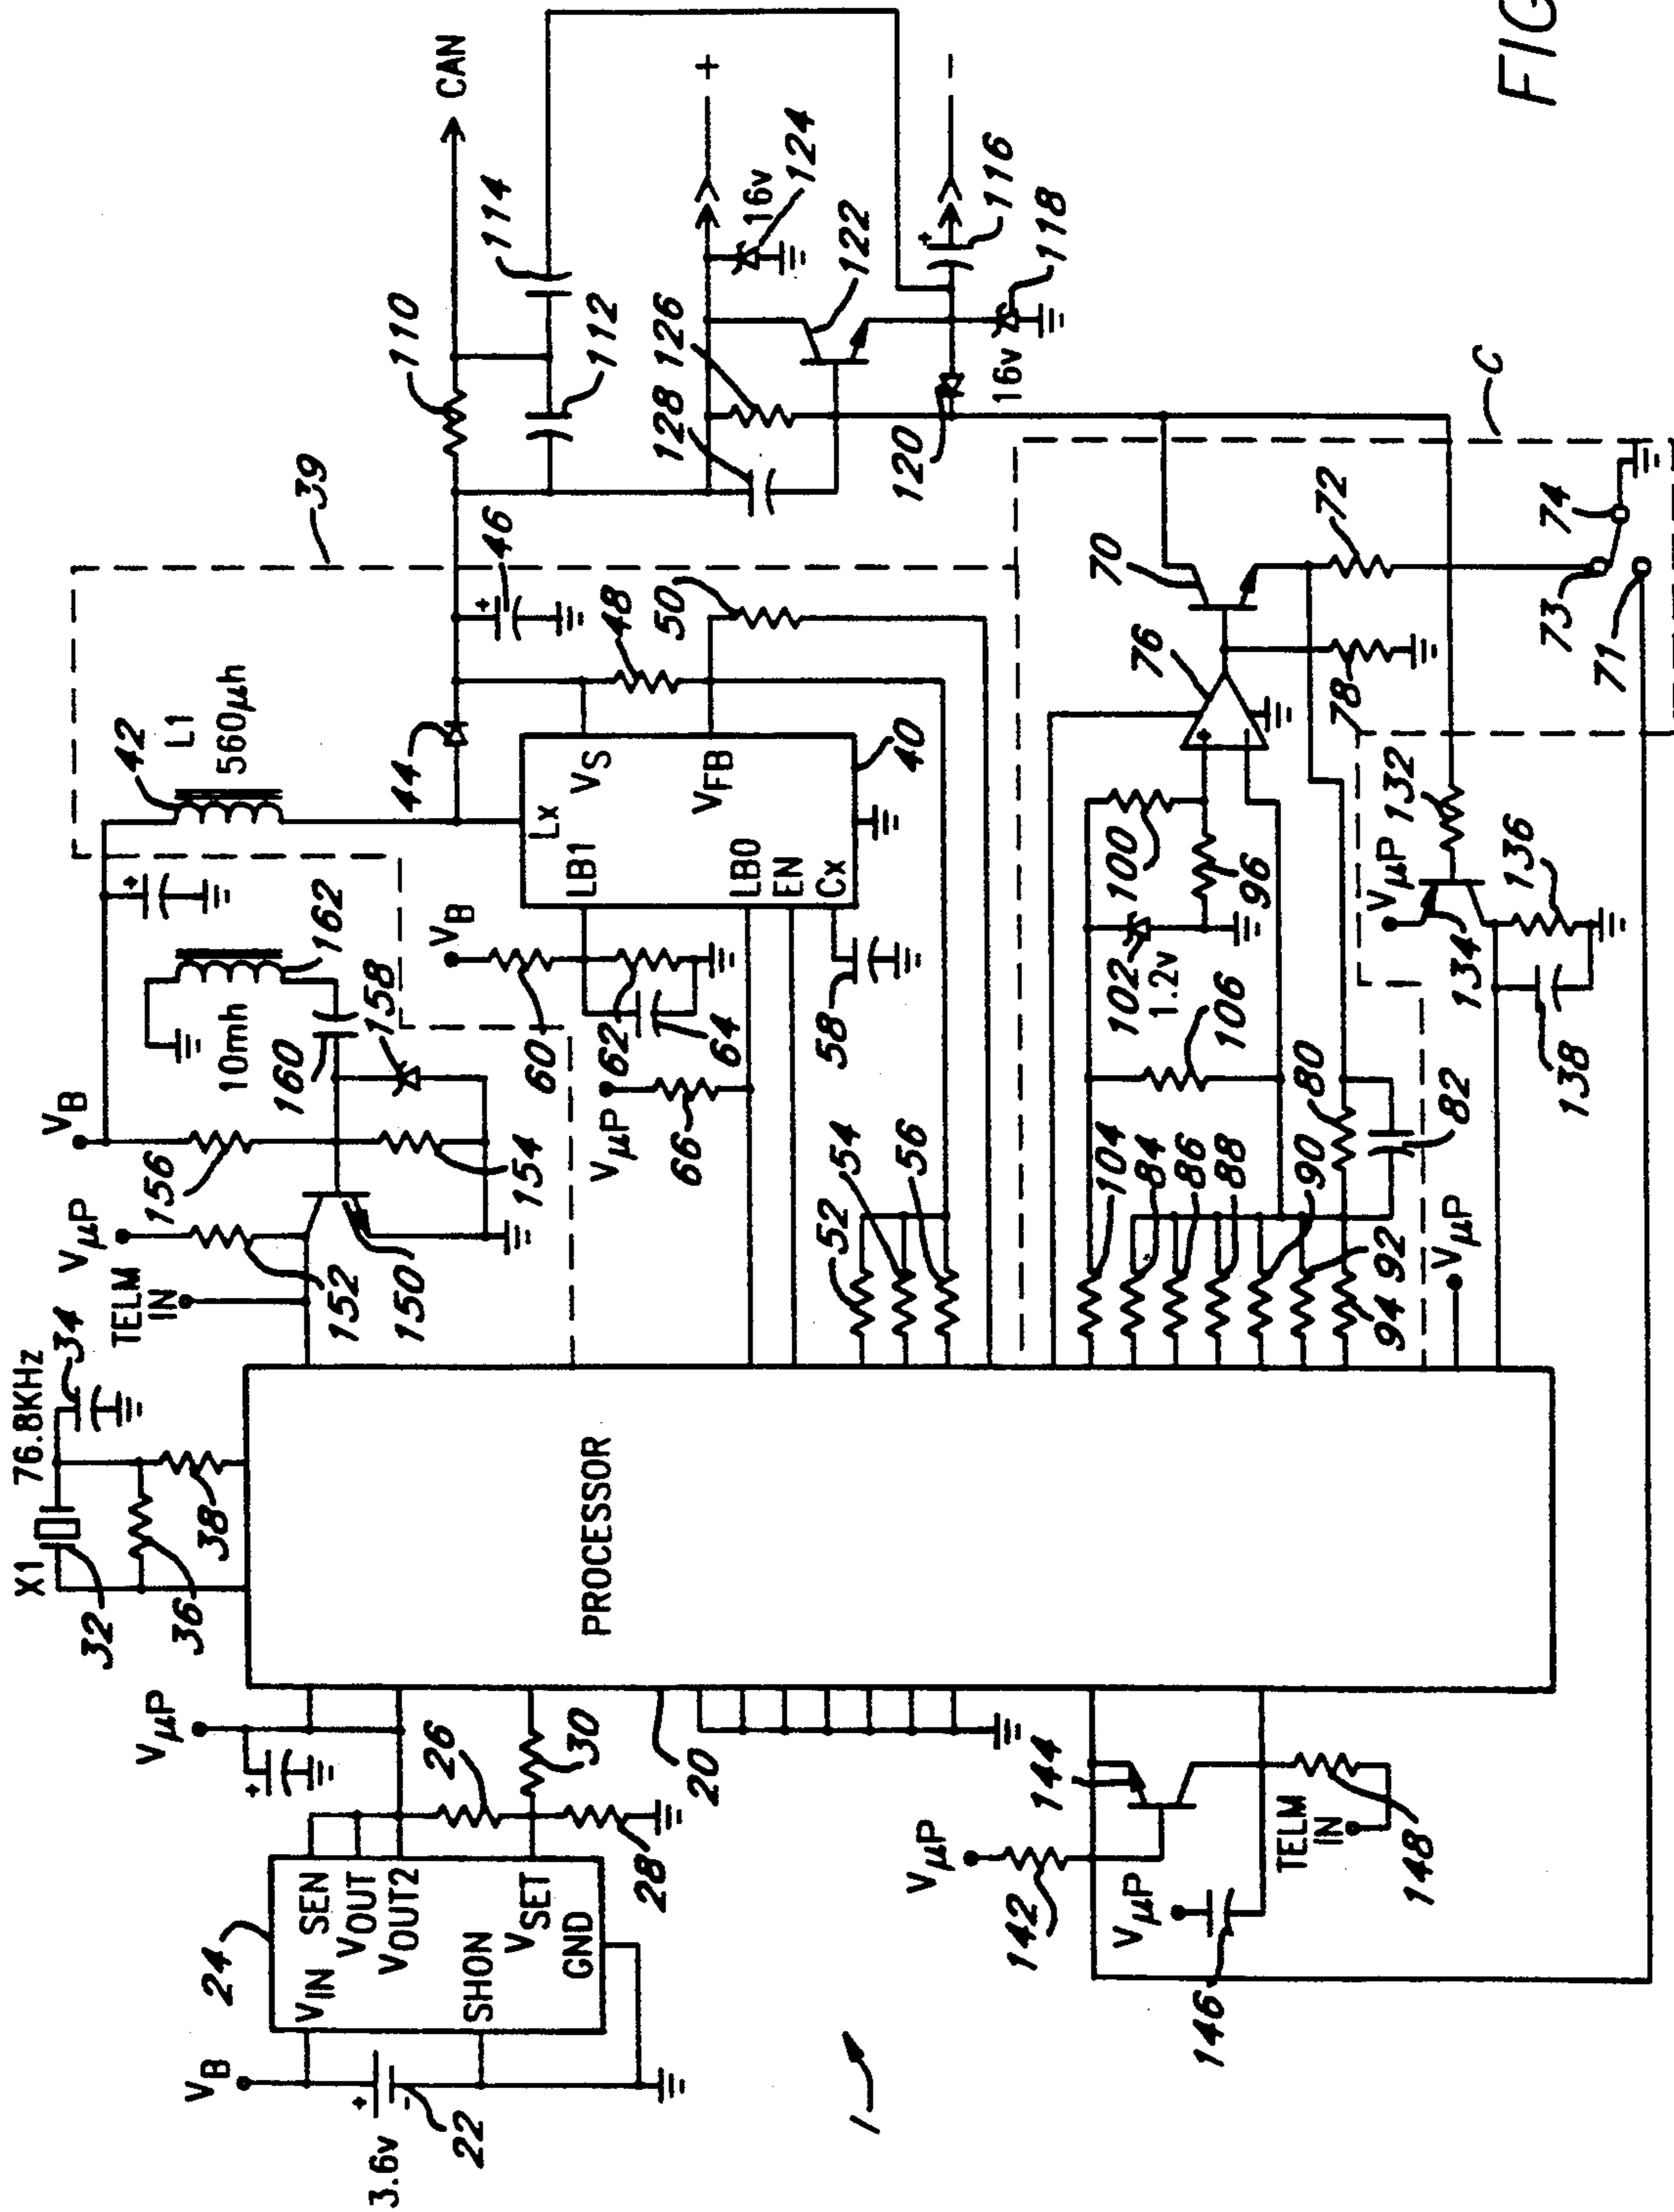 FIG
X1
76.8KHz
34
32
36
38
VμP
VB
24
VIN
SEN
VOUT
VOUT2
SHON
VSET
GND
3.6v
22
26
28
30
20
PROCESSOR
1
VμP
142
144
VμP
146
TELM
IN
148
TELM
IN
VμP
152
150
VB
156
154
10mh
160
158
162
42
L1
560μh
39
44
46
LX
LB1
VS
VFB
LBO
EN
CX
40
48
50
VB
60
62
64
58
VμP
66
52
54
56
110
CAN
112
114
+
16v
124
128
126
122
120
16v
118
116
-
C
70
76
72
78
73
74
71
100
102
1.2v
96
106
104
84
86
88
90
80
82
92
94
VμP
VμP
132
134
136
138